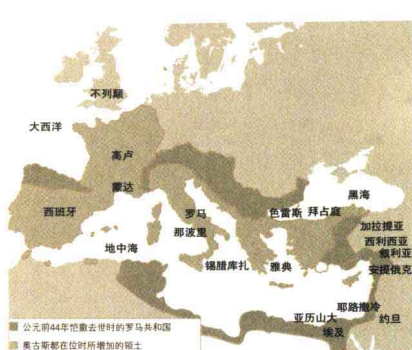 不列颠
大西洋
高卢
蒙达
黑海
西班牙
罗马
色雷斯 拜占庭
加拉提亚
那波里
西利西亚
地中海
叙利亚
锡腊库扎
雅典
安提俄克
耶路撒冷
亚历山大
约旦
埃及
公元前44年恺撒去世时的罗马共和国
奥古斯都在位时所增加的领土